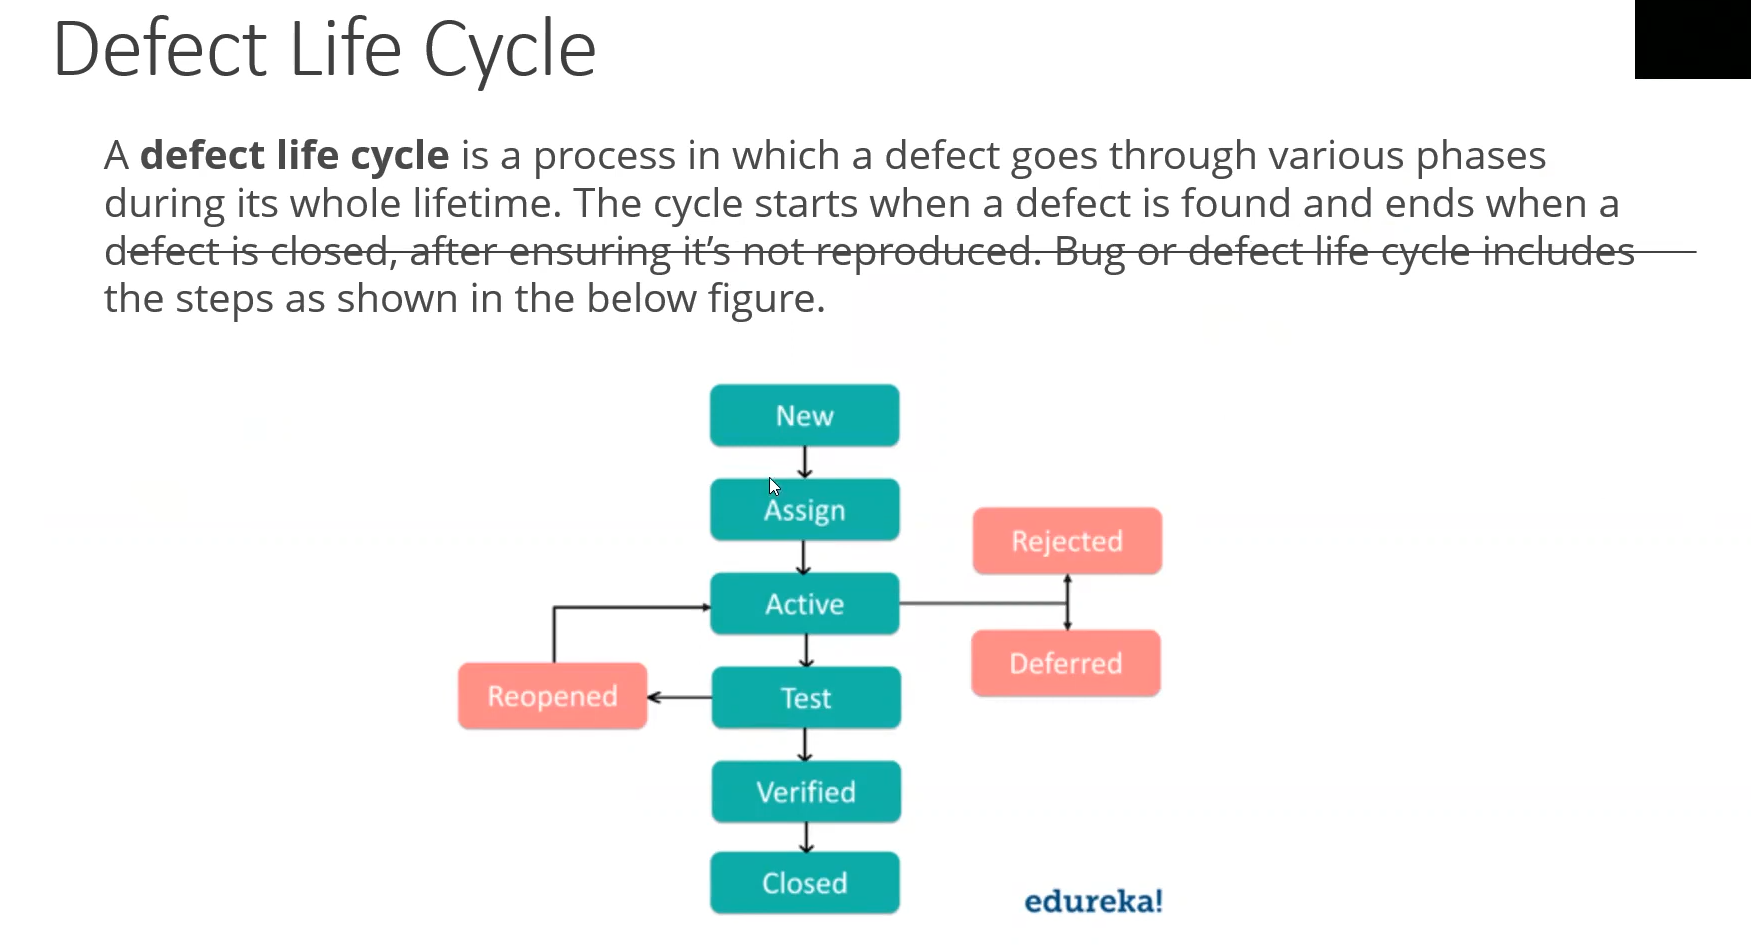 Defect Life Cycle
A defect life cycle is a process in which a defect goes through various phases
during its whole lifetime. The cycle starts when a defect is found and ends when a
defect is closed, after ensuring it’s not reproduced. Bug or defect life cycle includes
the steps as shown in the below figure.
New
Assign
Rejected
Active
Deferred
Reopened
Test
Verified
Closed
edureka!